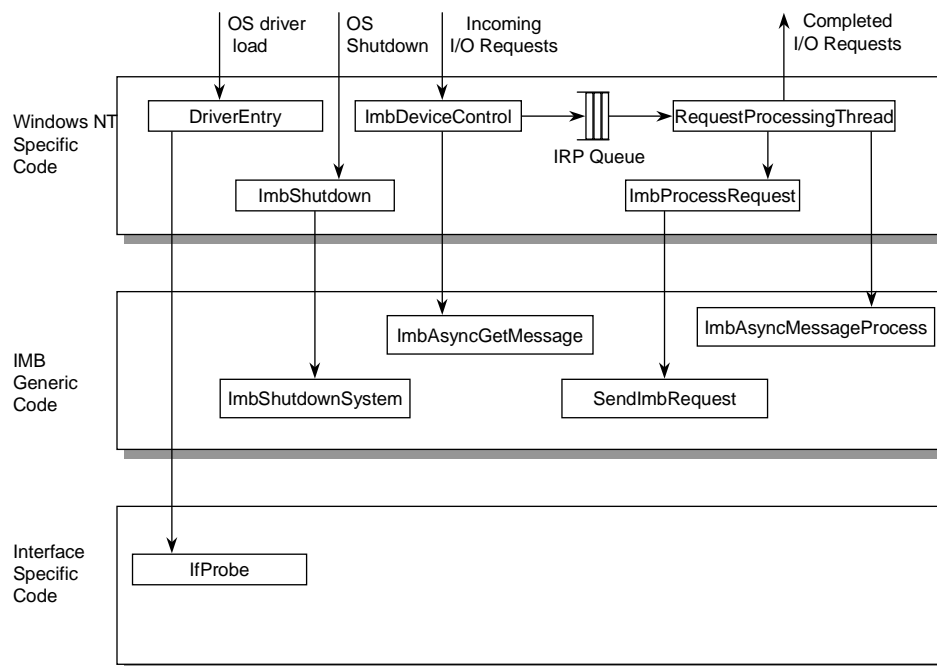 OS driver
load
OS
Shutdown
Incoming
I/O Requests
Completed
I/O Requests
Windows NT
Specific
Code
DriverEntry
ImbDeviceControl
IRP Queue
RequestProcessingThread
ImbShutdown
ImbProcessRequest
IMB
Generic
Code
ImbAsyncGetMessage
ImbAsyncMessageProcess
ImbShutdownSystem
SendImbRequest
Interface
Specific
Code
IfProbe